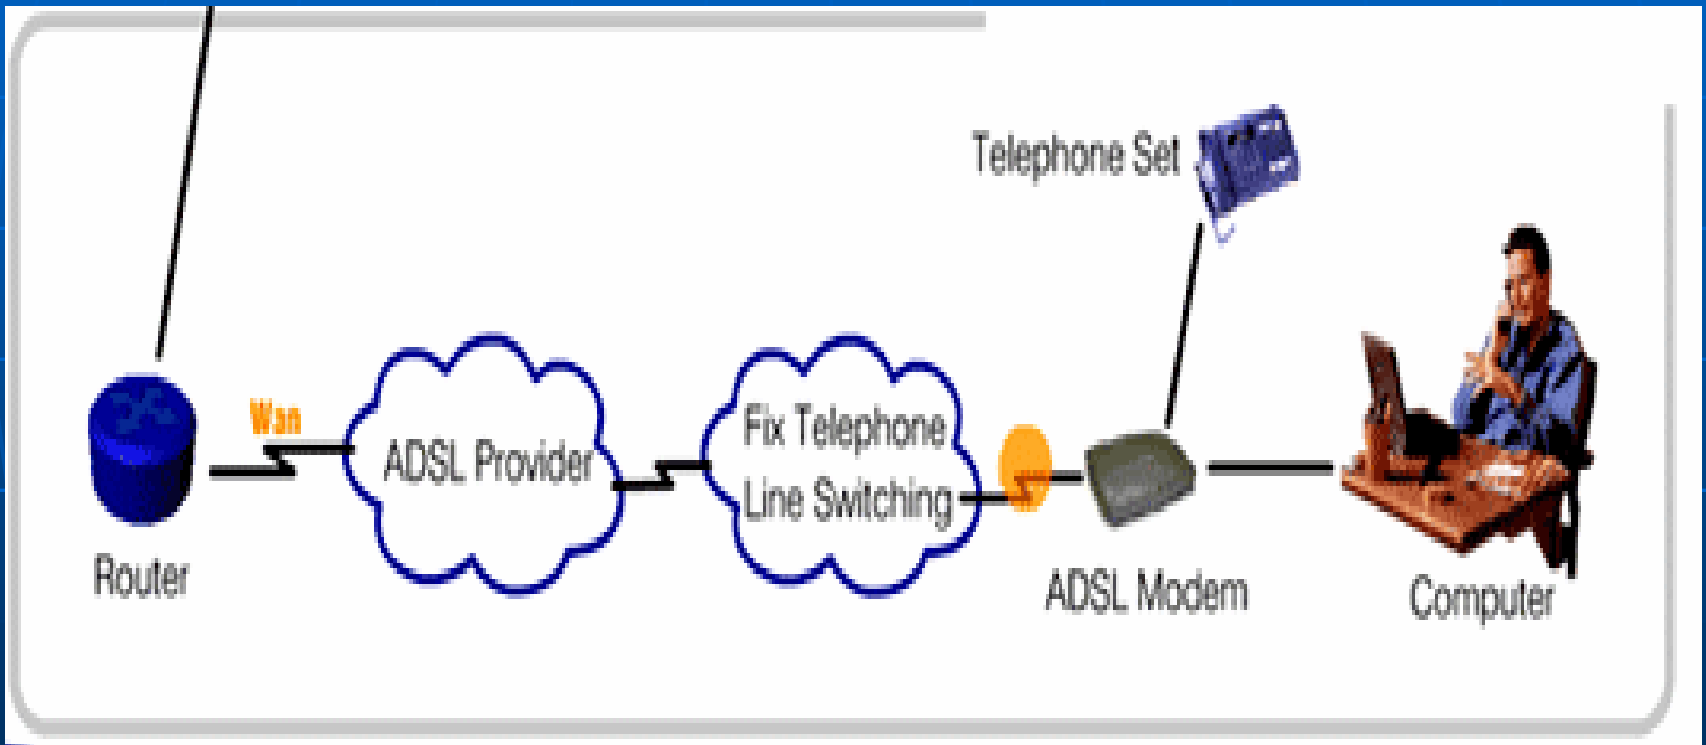 Telephone Set
Wan
ADSL Provider
Fix Telephone
Line Switching
Router
ADSL Modem
Computer